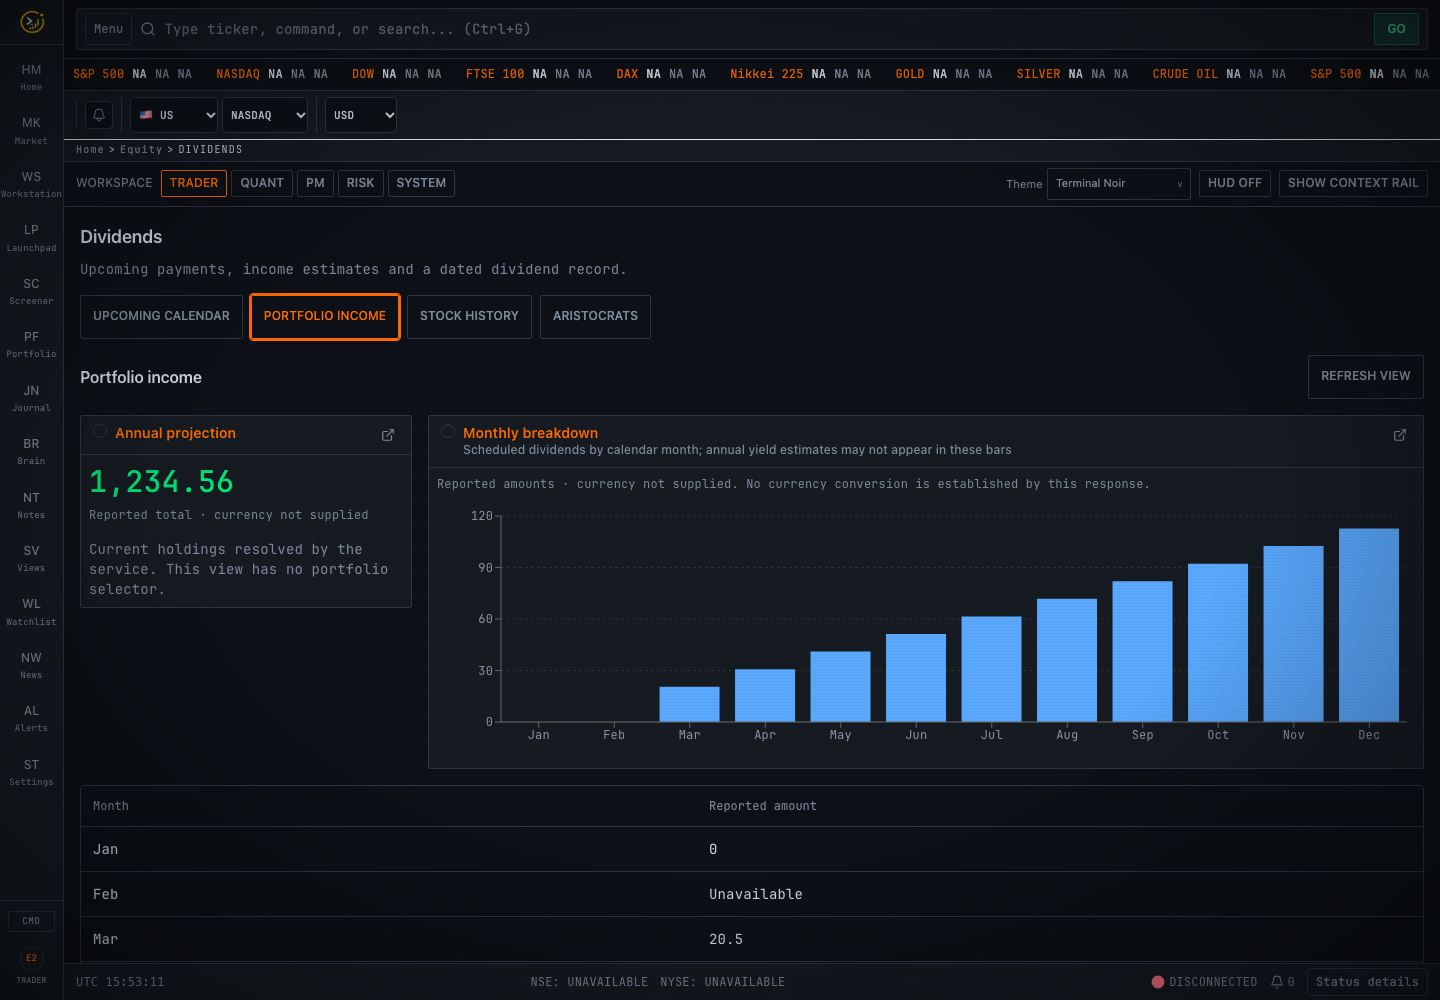 Menu
Type ticker, command, or search... (Ctrl+G)
GO
S&P 500 NA NA NA NASDAQ NA NA NA DOW NA NA NA FTSE 100 NA NA NA DAX NA NA NA Nikkei 225 NA NA NA GOLD NA NA NA SILVER NA NA NA CRUDE OIL NA NA NA S&P 500 NA NA NA
US NASDAQ USD
Home > Equity > DIVIDENDS
WORKSPACE TRADER QUANT PM RISK SYSTEM
Theme Terminal Noir v HUD OFF SHOW CONTEXT RAIL
HM
Home
MK
Market
WS
Workstation
LP
Launchpad
SC
Screener
PF
Portfolio
JN
Journal
BR
Brain
NT
Notes
SV
Views
WL
Watchlist
NW
News
AL
Alerts
ST
Settings
CMD
E2
TRADER
Dividends
Upcoming payments, income estimates and a dated dividend record.
UPCOMING CALENDAR PORTFOLIO INCOME STOCK HISTORY ARISTOCRATS
Portfolio income
REFRESH VIEW
Annual projection
1,234.56
Reported total · currency not supplied
Current holdings resolved by the
service. This view has no portfolio
selector.
Monthly breakdown
Scheduled dividends by calendar month; annual yield estimates may not appear in these bars
Reported amounts · currency not supplied. No currency conversion is established by this response.
120
90
60
30
0
Jan Feb Mar Apr May Jun Jul Aug Sep Oct Nov Dec
Month Reported amount
Jan 0
Feb Unavailable
Mar 20.5
UTC 15:53:11
NSE: UNAVAILABLE NYSE: UNAVAILABLE
DISCONNECTED 0 Status details